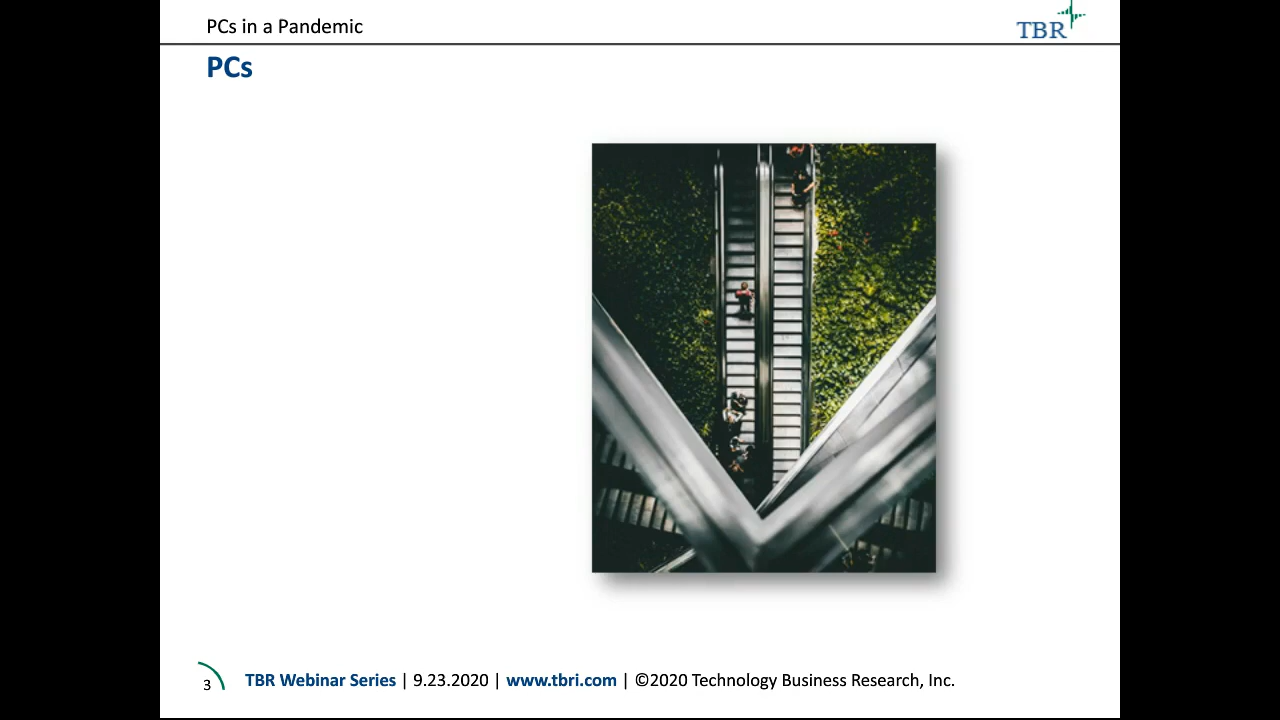 PCs in a Pandemic
TBR
PCs
3
TBR Webinar Series | 9.23.2020 | www.tbri.com | ©2020 Technology Business Research, Inc.